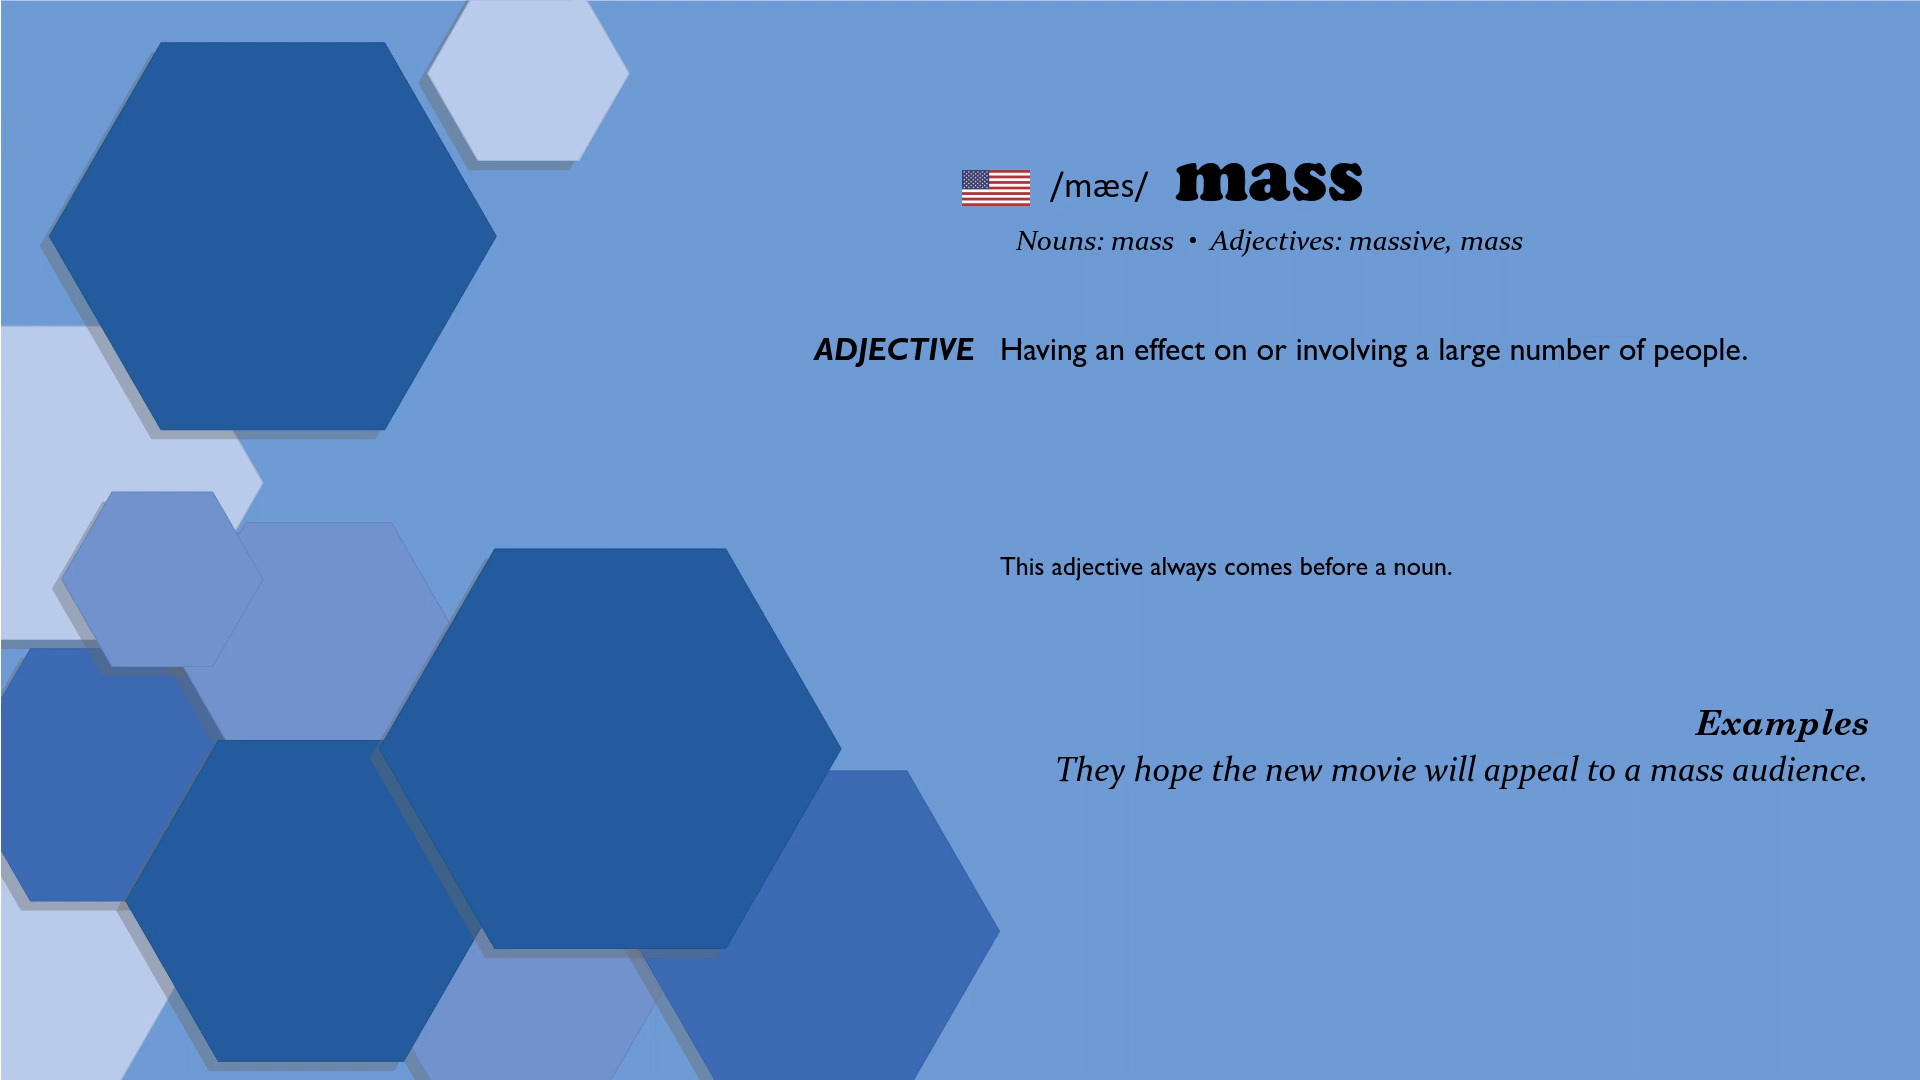 /mæs/ mass
Nouns: mass • Adjectives: massive, mass
ADJECTIVE Having an effect on or involving a large number of people.
This adjective always comes before a noun.
Examples
They hope the new movie will appeal to a mass audience.